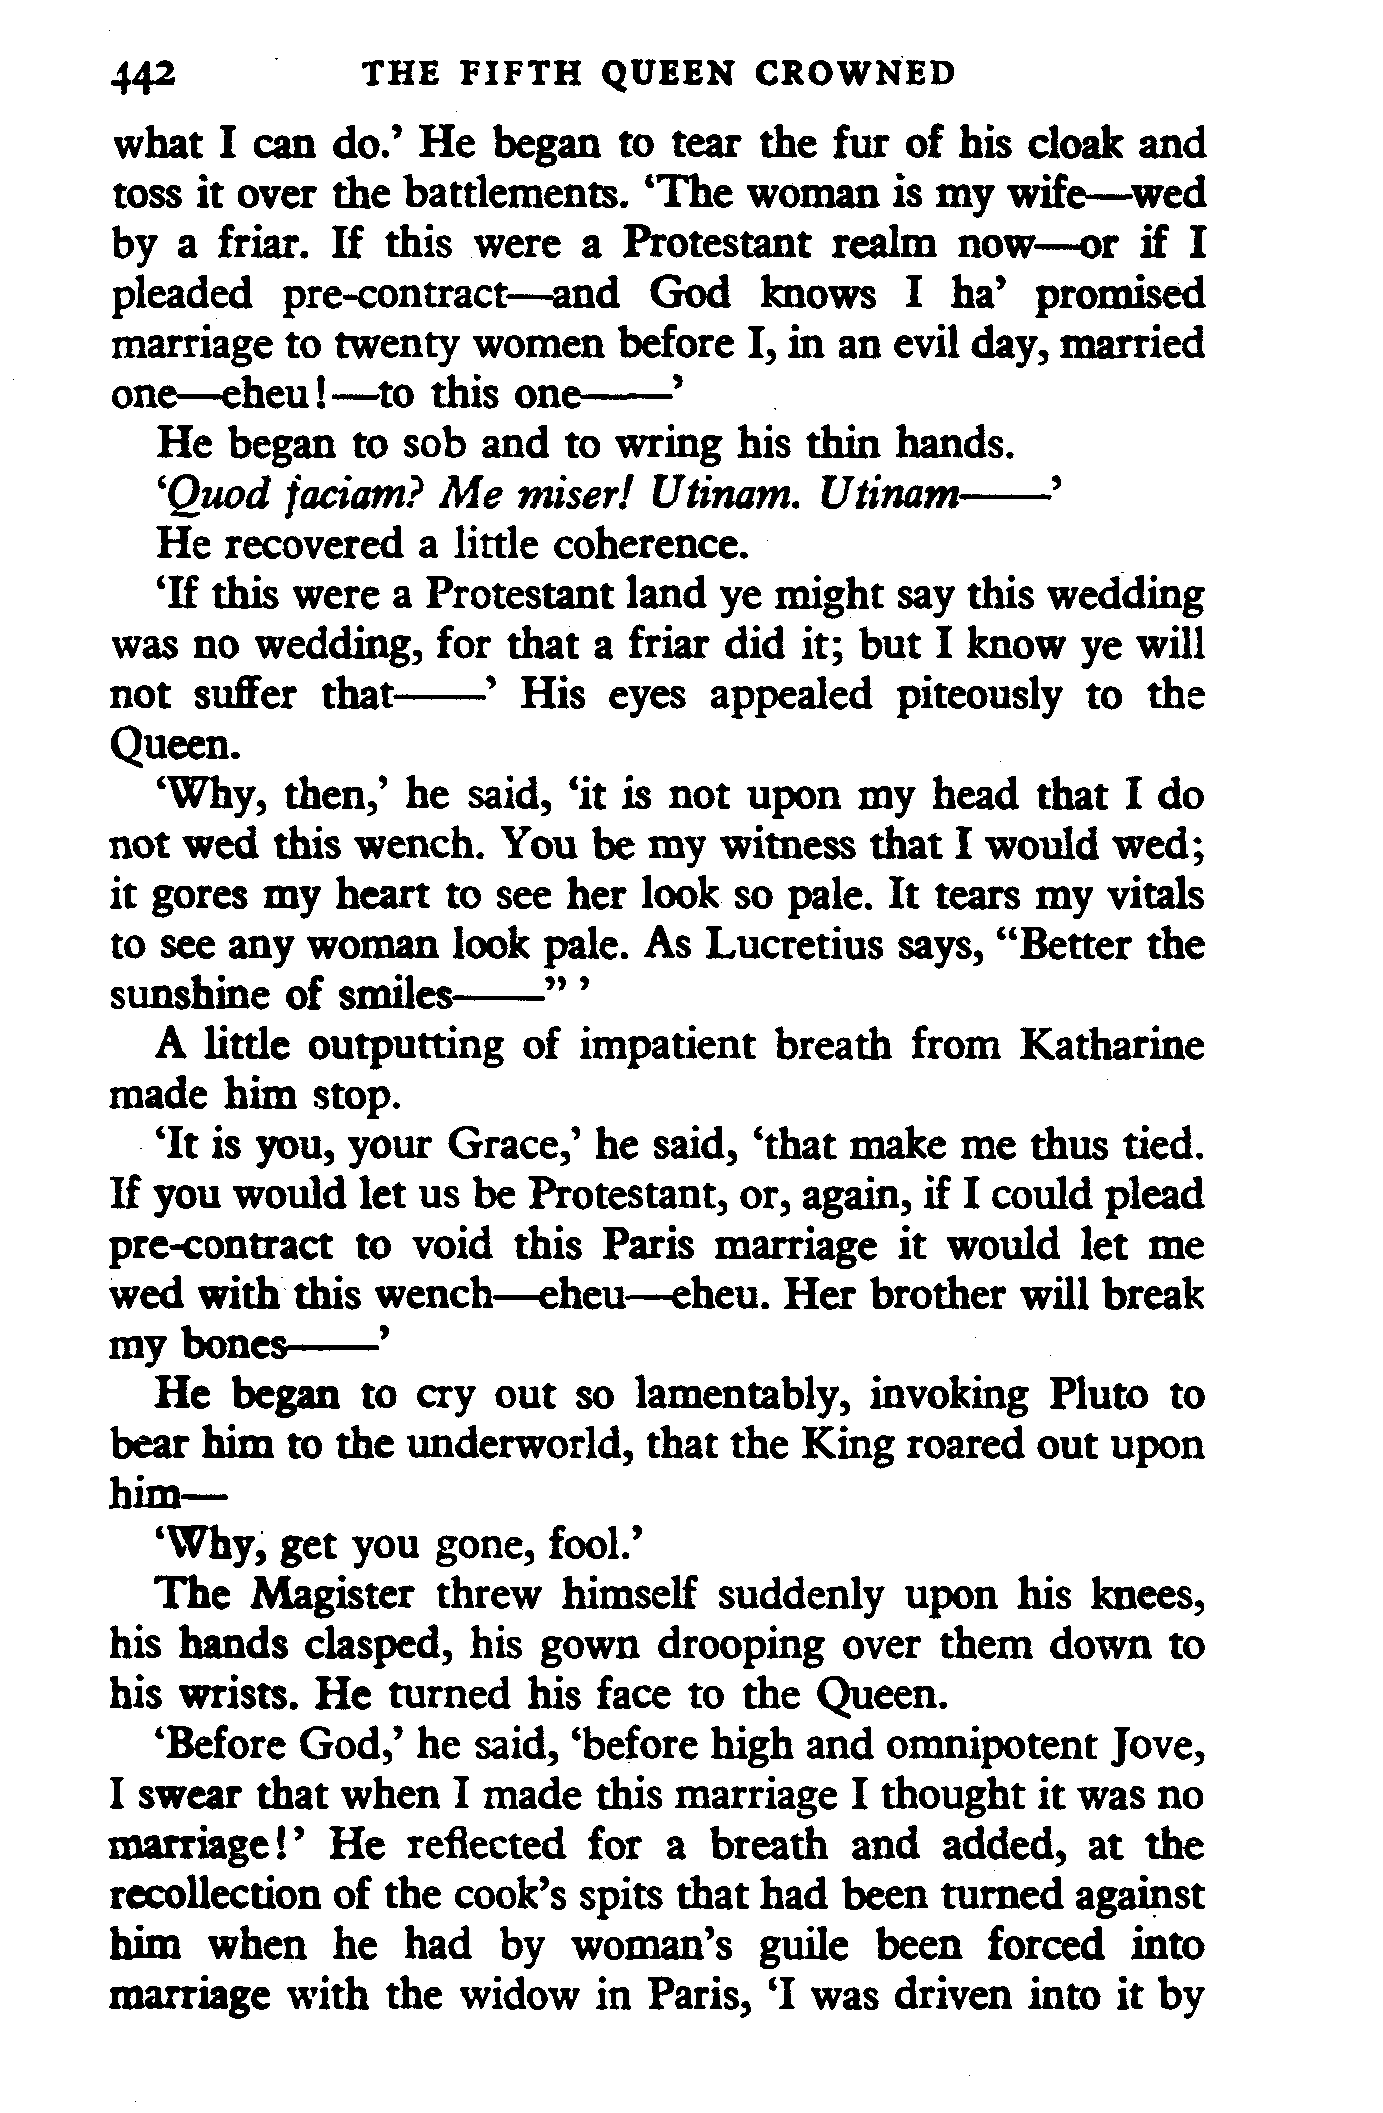 442 THE FIFTH QUEEN CROWNED
what I can do.’ He began to tear the fur of his cloak and
toss it over the battlements. ‘The woman is my wife—wed
by a friar. If this were a Protestant realm now—or if I
pleaded pre-contract—and God knows I ha’ promised
marriage to twenty women before I, in an evil day, married
one—eheu!—to this one——’
He began to sob and to wring his thin hands.
‘Quod faciam? Me miser! Utinam. Utinam——’
He recovered a little coherence.
‘If this were a Protestant land ye might say this wedding
was no wedding, for that a friar did it; but I know ye will
not suffer that——’ His eyes appealed piteously to the
Queen.
‘Why, then,’ he said, ‘it is not upon my head that I do
not wed this wench. You be my witness that I would wed;
it gores my heart to see her look so pale. It tears my vitals
to see any woman look pale. As Lucretius says, “Better the
sunshine of smiles——” ’
A little outputting of impatient breath from Katharine
made him stop.
‘It is you, your Grace,’ he said, ‘that make me thus tied.
If you would let us be Protestant, or, again, if I could plead
pre-contract to void this Paris marriage it would let me
wed with this wench—eheu—eheu. Her brother will break
my bones——’
He began to cry out so lamentably, invoking Pluto to
bear him to the underworld, that the King roared out upon
him—
‘Why, get you gone, fool.’
The Magister threw himself suddenly upon his knees,
his hands clasped, his gown drooping over them down to
his wrists. He turned his face to the Queen.
‘Before God,’ he said, ‘before high and omnipotent Jove,
I swear that when I made this marriage I thought it was no
marriage!’ He reflected for a breath and added, at the
recollection of the cook’s spits that had been turned against
him when he had by woman’s guile been forced into
marriage with the widow in Paris, ‘I was driven into it by